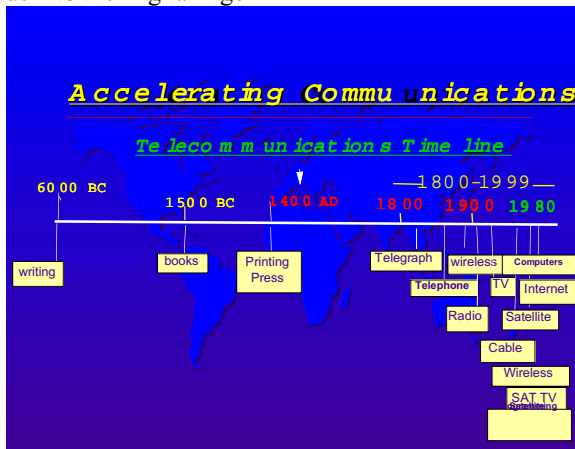 Accelerating Communications
Telecommunications Time line
1800-1999
6000 BC
1500 BC
1400 AD
1800
1900
1980
writing
books
Printing
Press
Telegraph
wireless
Computers
Telephone
TV
Internet
Radio
Satellite
Cable
Wireless
SAT TV